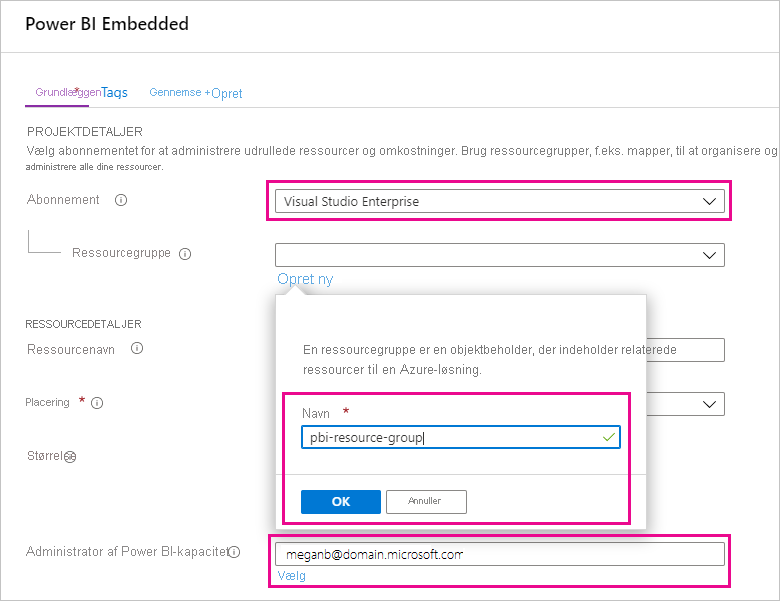 Power BI Embedded
Grundlæggen* Tags Gennemse + Opret
PROJEKTDETALJER
Vælg abonnementet for at administrere udrullede ressourcer og omkostninger. Brug ressourcegrupper, f.eks. mapper, til at organisere og
administrere alle dine ressourcer.
Abonnement
Visual Studio Enterprise
Ressourcegruppe
Opret ny
RESSOURCEDETALJER
En ressourcegruppe er en objektbeholder, der indeholder relaterede
Ressourcenavn
ressourcer til en Azure-løsning.
Placering *
Navn *
pbi-resource-group
Størrelse
OK Annuller
Administrator af Power BI-kapacitet
meganb@domain.microsoft.com
Vælg